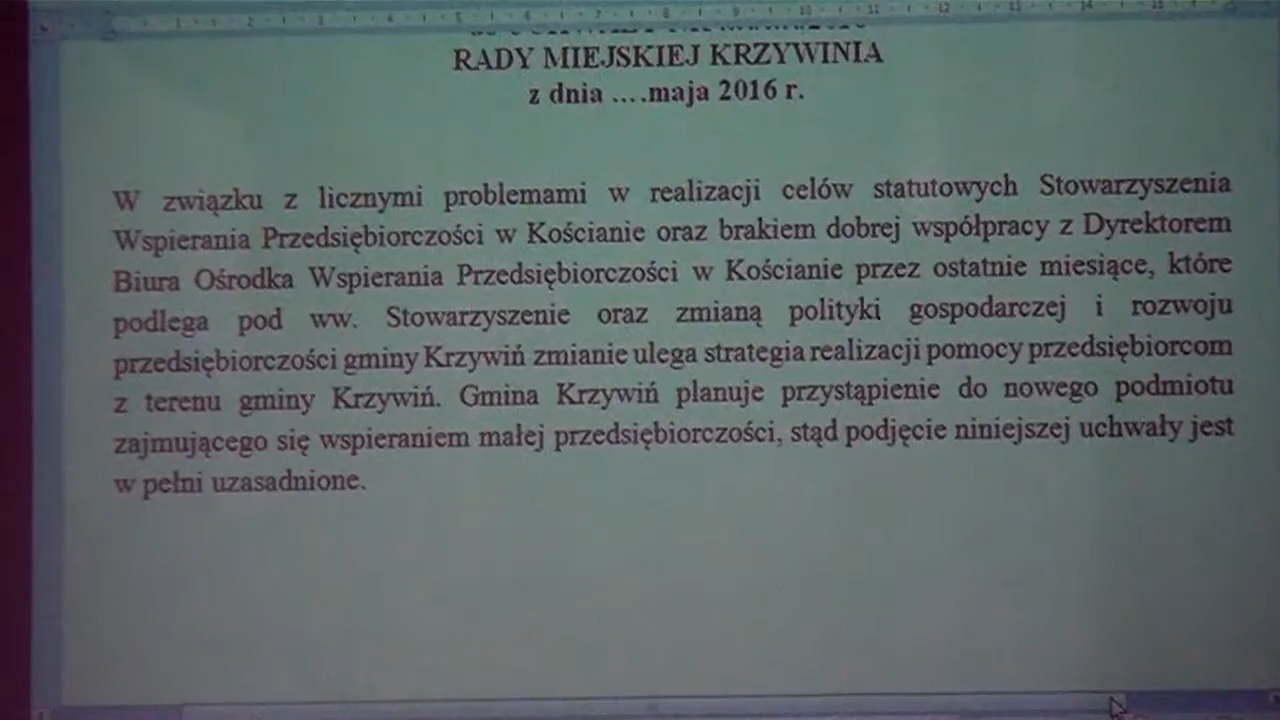 RADY MIEJSKIEJ KRZYWINIA
z dnia ....maja 2016 r.
W związku z licznymi problemami w realizacji celów statutowych Stowarzyszenia
Wspierania Przedsiębiorczości w Kościanie oraz brakiem dobrej współpracy z Dyrektorem
Biura Ośrodka Wspierania Przedsiębiorczości w Kościanie przez ostatnie miesiące, które
podlega pod ww. Stowarzyszenie oraz zmianą polityki gospodarczej i rozwoju
przedsiębiorczości gminy Krzywiń zmianie ulega strategia realizacji pomocy przedsiębiorcom
z terenu gminy Krzywiń. Gmina Krzywiń planuje przystąpienie do nowego podmiotu
zajmującego się wspieraniem małej przedsiębiorczości, stąd podjęcie niniejszej uchwały jest
w pełni uzasadnione.